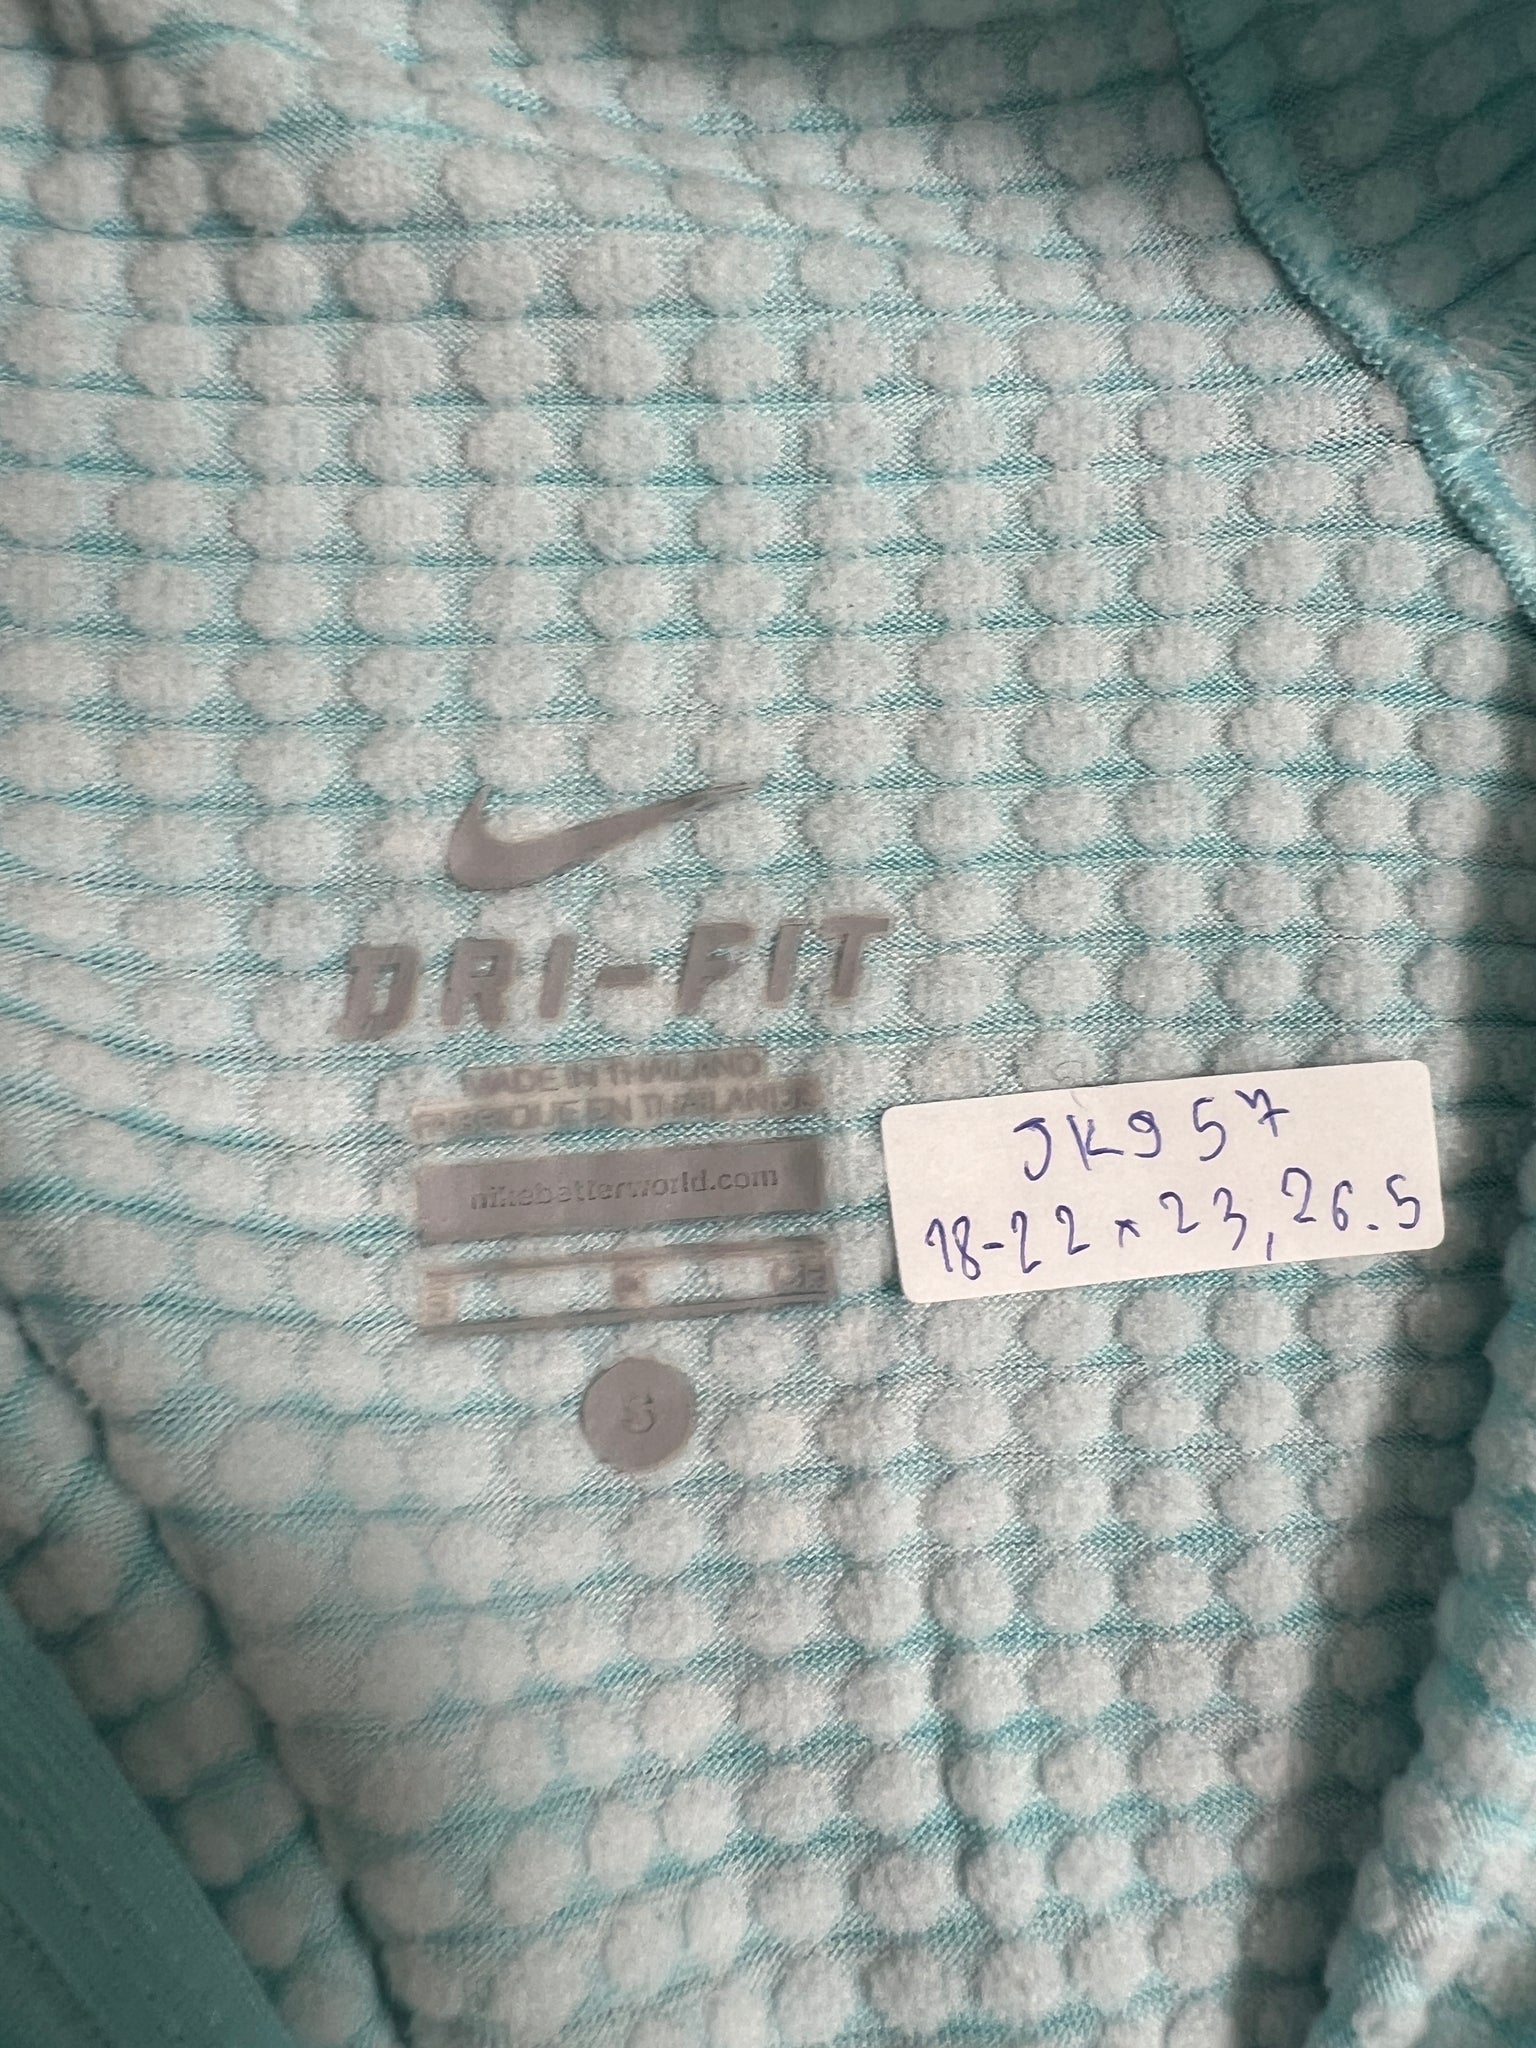 DRI-FIT
MADE IN THAILAND
FABRIQUE EN THAILANDE
nikebetterworld.com
S
JK957
18-22 x 23, 26.5